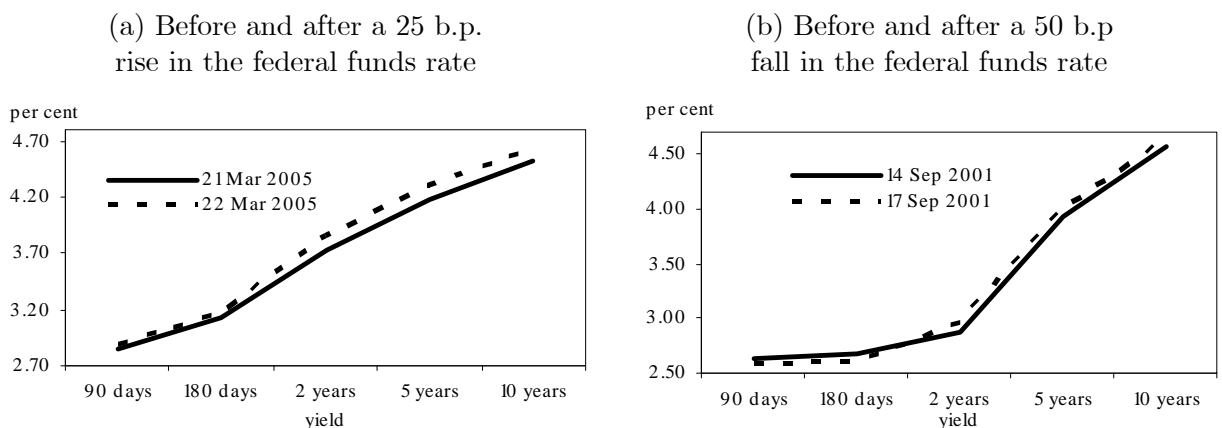 (a) Before and after a 25 b.p.
rise in the federal funds rate
per cent
4.70
4.20
3.70
3.20
2.70
21Mar 2005
22 Mar 2005
90 days 180 days 2 years 5 years 10 years
yield
(b) Before and after a 50 b.p
fall in the federal funds rate
per cent
4.50
4.00
3.50
3.00
2.50
14 Sep 2001
17 Sep 2001
90 days 180 days 2 years 5 years 10 years
yield